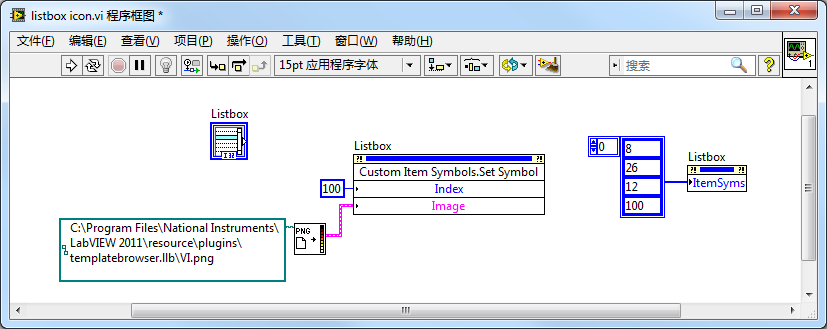 listbox icon.vi 程序框图 *
文件(F) 编辑(E) 查看(V) 项目(P) 操作(O) 工具(T) 窗口(W) 帮助(H)
15pt 应用程序字体 搜索 ? 1
Listbox
Listbox
Custom Item Symbols.Set Symbol
100 Index
Image
0 8
26
12
100
Listbox
ItemSyms
C:\Program Files\National Instruments\
LabVIEW 2011\resource\plugins\
templatebrowser.llb\VI.png
PNG